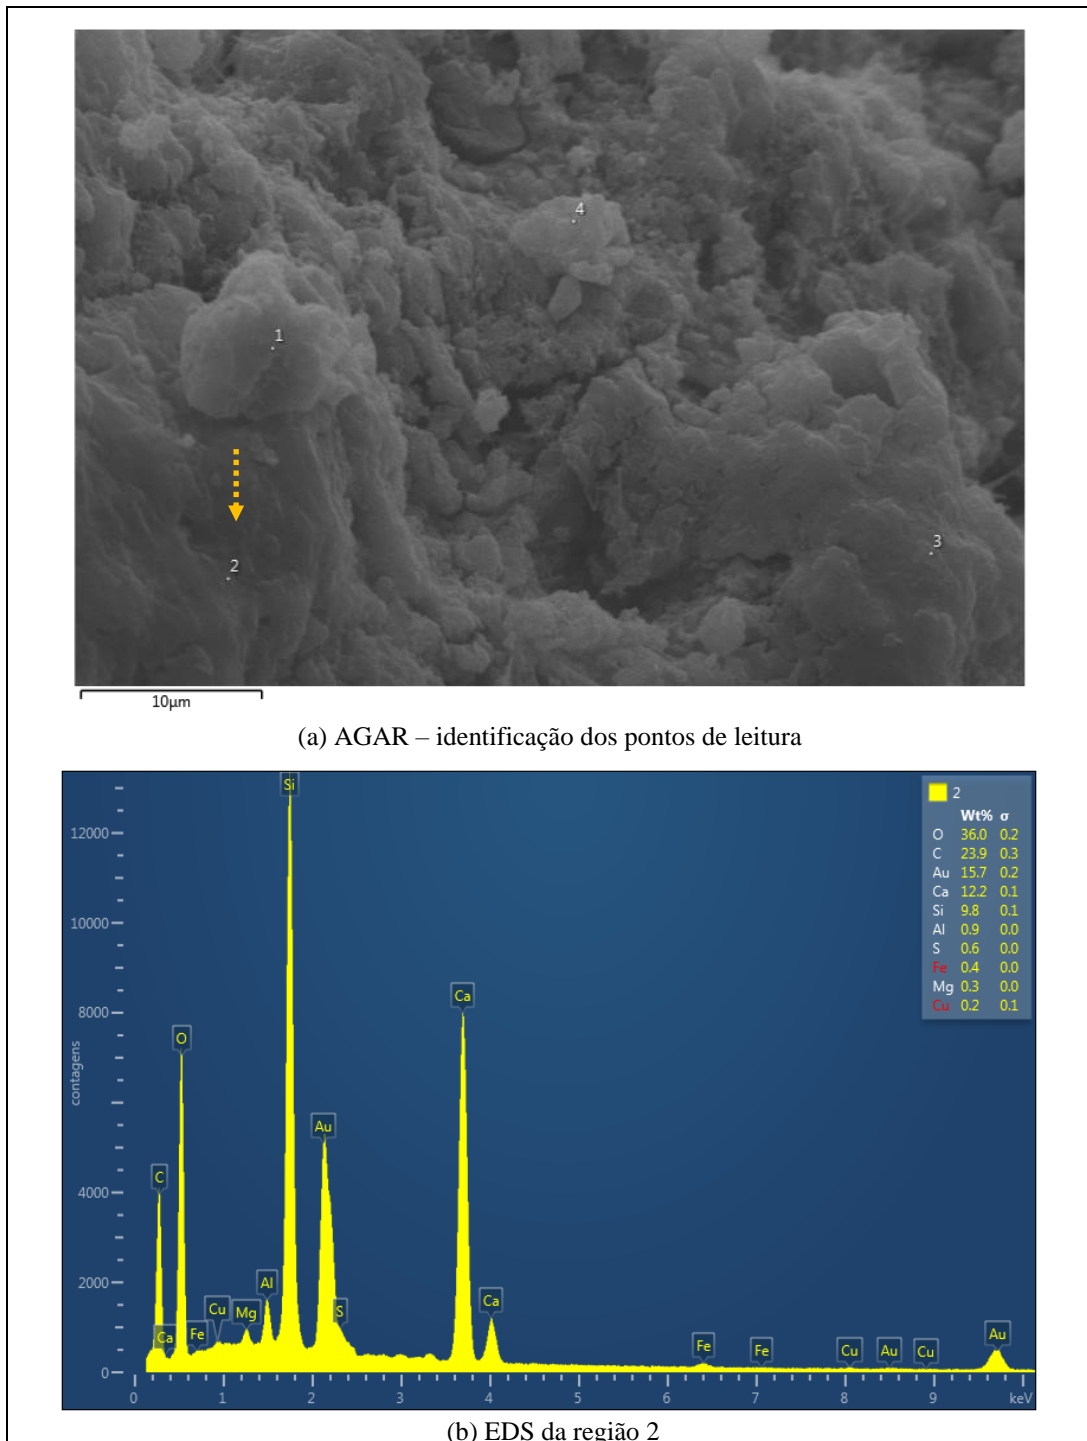 4
1
2
3
10µm
(a) AGAR – identificação dos pontos de leitura
Si
2
Wt% σ
O 36.0 0.2
C 23.9 0.3
Au 15.7 0.2
Ca 12.2 0.1
Si 9.8 0.1
Al 0.9 0.0
S 0.6 0.0
Fe 0.4 0.0
Mg 0.3 0.0
Cu 0.2 0.1
12000
10000
8000
6000
4000
2000
0
contagens
C
O
Ca
Fe
Cu
Mg
Al
Au
S
Ca
Ca
Fe
Fe
Cu
Au
Cu
Au
0 1 2 3 4 5 6 7 8 9 keV
(b) EDS da região 2